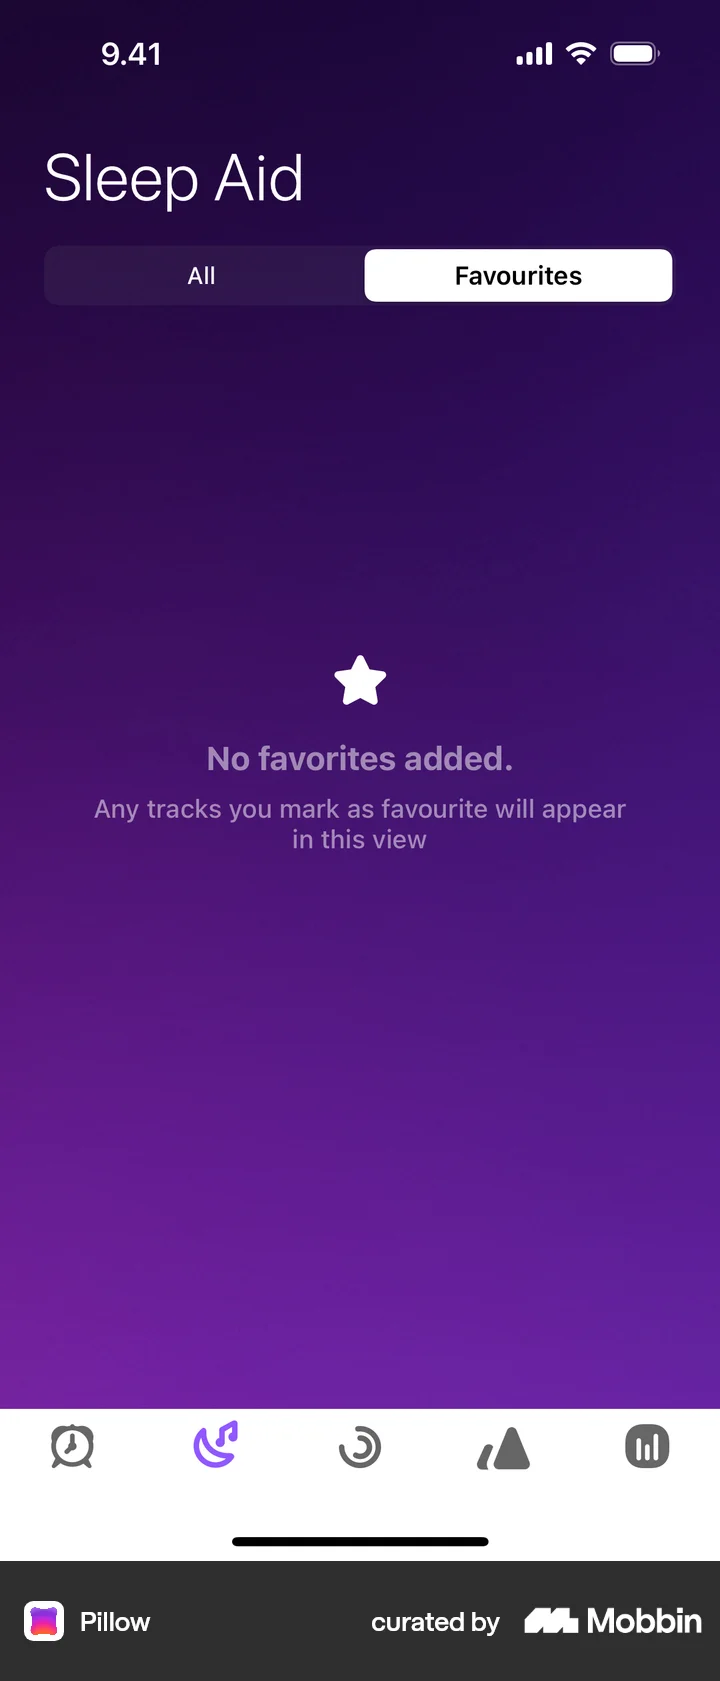 9.41
Sleep Aid
All
Favourites
No favorites added.
Any tracks you mark as favourite will appear
in this view
Pillow
curated by
Mobbin